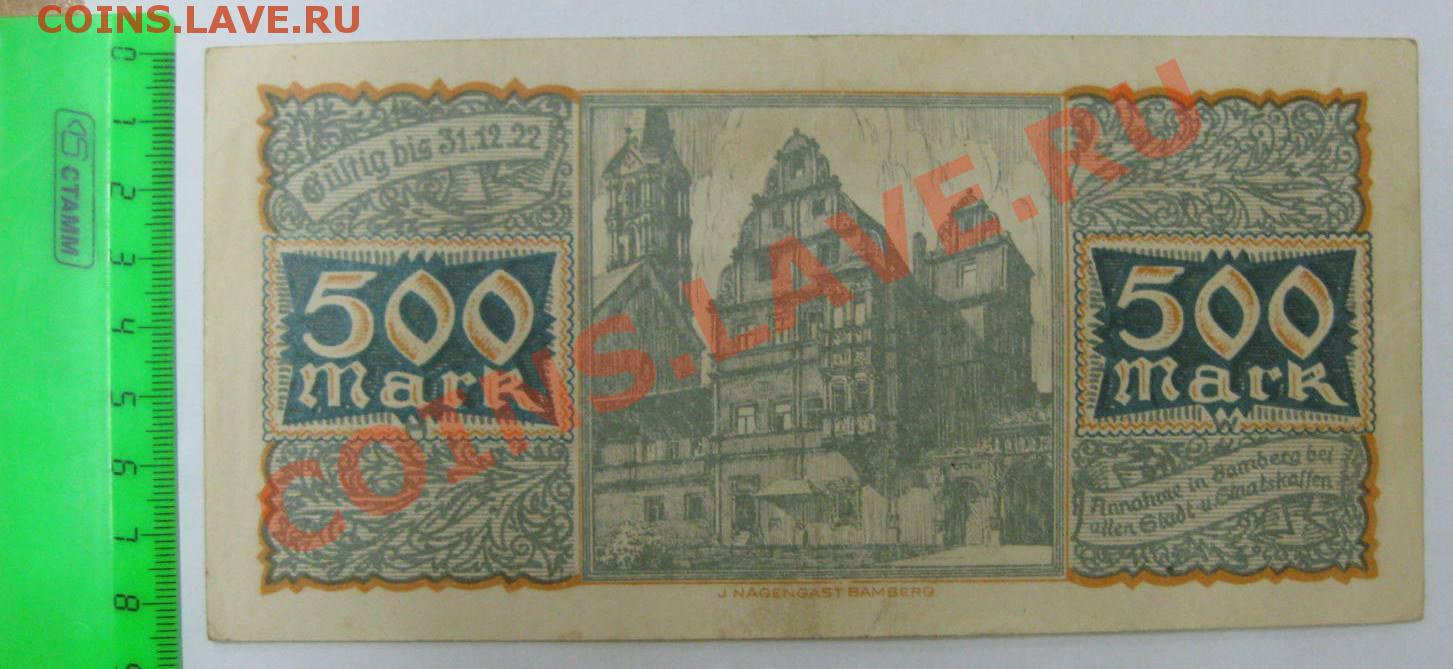 COINS.LAVE.RU
COINS.LAVE.RU
0
1
2
3
4
5
6
7
8
СТАММ
Gültig bis 31.12.22
500
Mark
500
Mark
Annahme in Bamberg bei
allen Stadt- u. Staatskassen
J NAGENGAST BAMBERG